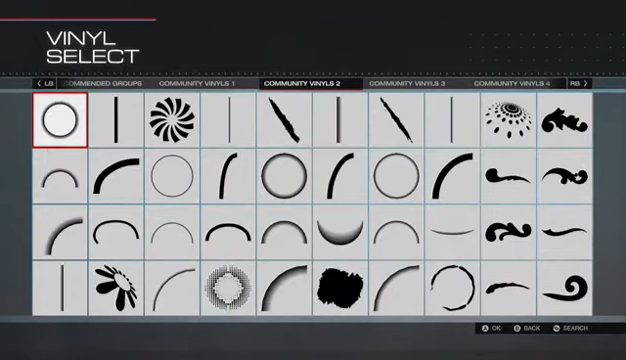 VINYL
SELECT
LB COMMENDED GROUPS COMMUNITY VINYLS 1 COMMUNITY VINYLS 2 COMMUNITY VINYLS 3 COMMUNITY VINYLS 4 RB
A OK B BACK SEARCH